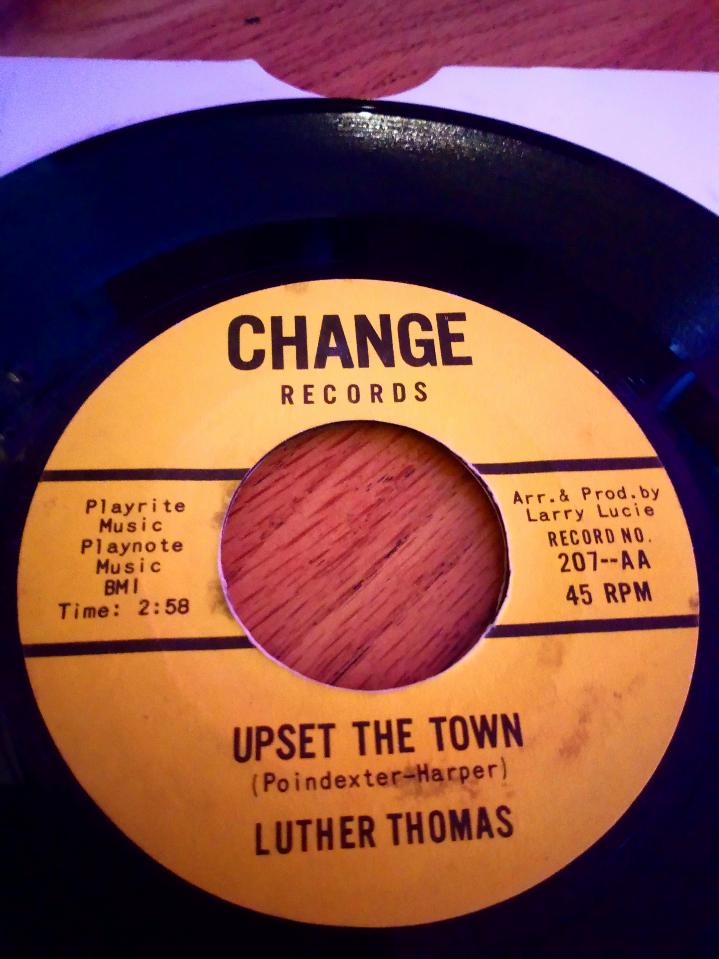 CHANGE
RECORDS
Playrite
Music
Playnote
Music
BMI
Time: 2:58
Arr.& Prod.by
Larry Lucie
RECORD NO.
207--AA
45 RPM
UPSET THE TOWN
(Poindexter-Harper)
LUTHER THOMAS